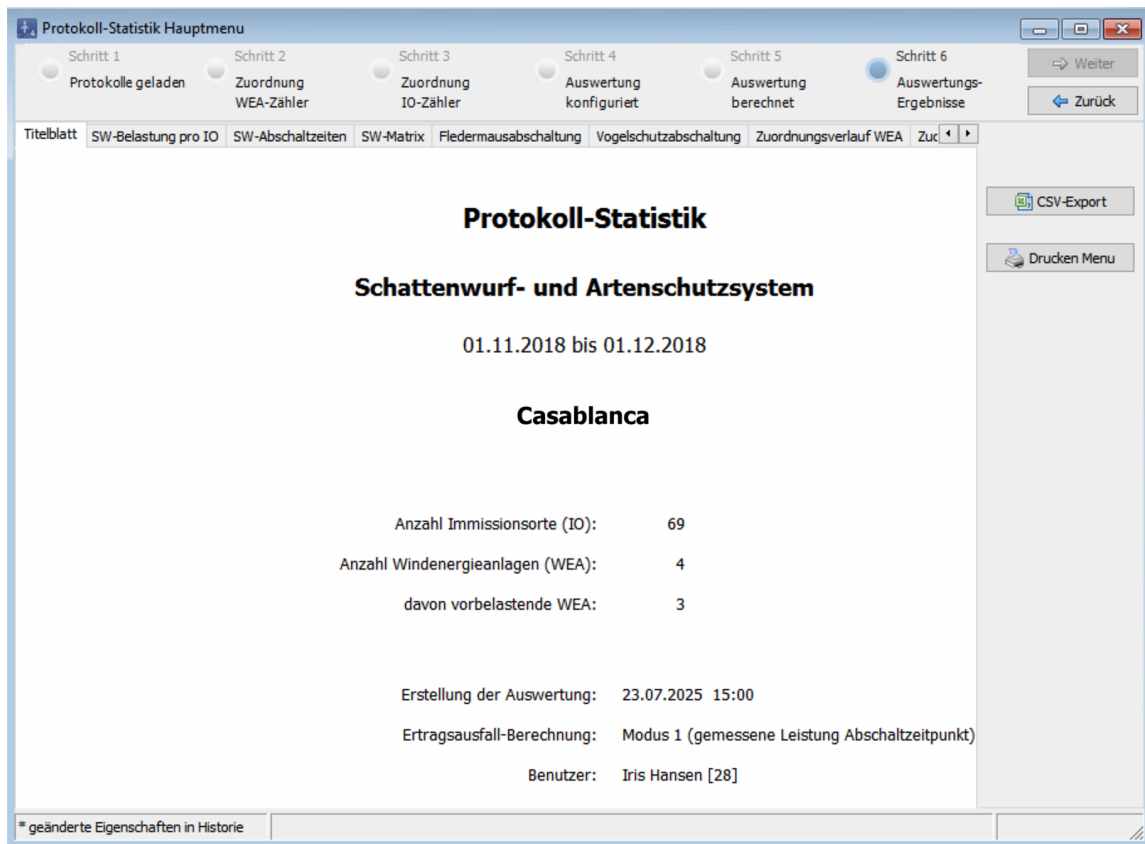 Protokoll-Statistik Hauptmenu
Schritt 1
Protokolle geladen
Schritt 2
Zuordnung
WEA-Zähler
Schritt 3
Zuordnung
IO-Zähler
Schritt 4
Auswertung
konfiguriert
Schritt 5
Auswertung
berechnet
Schritt 6
Auswertungs-
Ergebnisse
Weiter
Zurück
Titelblatt SW-Belastung pro IO SW-Abschaltzeiten SW-Matrix Fledermausabschaltung Vogelschutzabschaltung Zuordnungsverlauf WEA Zuc
CSV-Export
Drucken Menu
Protokoll-Statistik
Schattenwurf- und Artenschutzsystem
01.11.2018 bis 01.12.2018
Casablanca
Anzahl Immissionsorte (IO): 69
Anzahl Windenergieanlagen (WEA): 4
davon vorbelastende WEA: 3
Erstellung der Auswertung: 23.07.2025 15:00
Ertragsausfall-Berechnung: Modus 1 (gemessene Leistung Abschaltzeitpunkt)
Benutzer: Iris Hansen [28]
* geänderte Eigenschaften in Historie